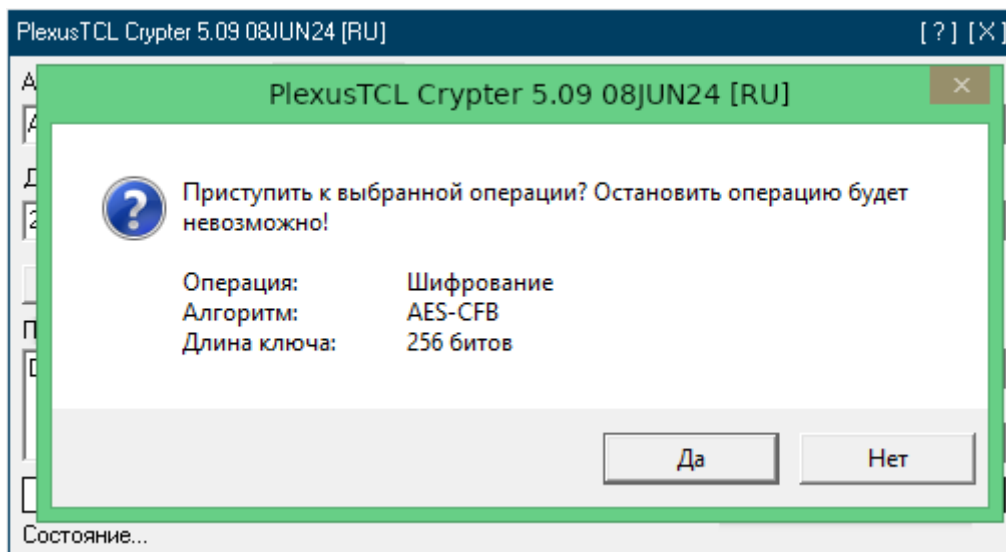 PlexusTCL Crypter 5.09 08JUN24 [RU] [ ? ] [X]
PlexusTCL Crypter 5.09 08JUN24 [RU]
Приступить к выбранной операции? Остановить операцию будет
невозможно!
Операция: Шифрование
Алгоритм: AES-CFB
Длина ключа: 256 битов
Да Нет
Состояние...